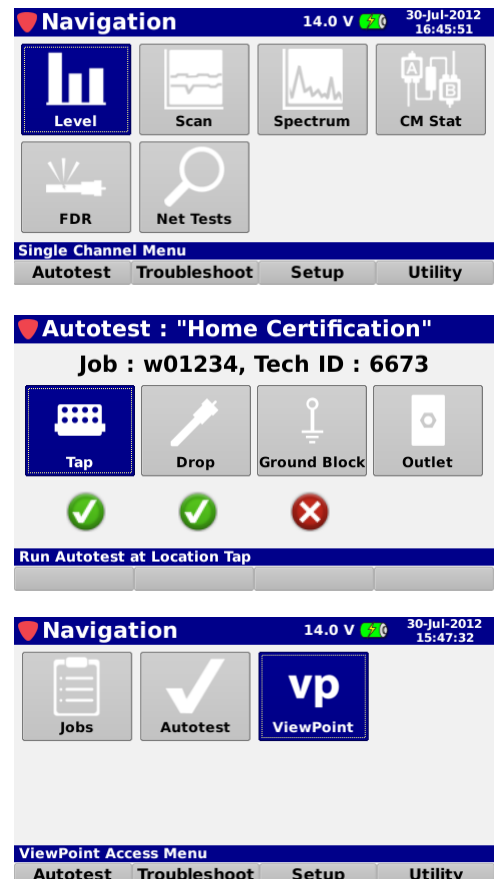 Navigation 14.0 V 30-Jul-2012
16:45:51
Level Scan Spectrum CM Stat
A
B
FDR Net Tests
Single Channel Menu
Autotest Troubleshoot Setup Utility
Autotest : "Home Certification"
Job : w01234, Tech ID : 6673
Tap Drop Ground Block Outlet
Run Autotest at Location Tap
Navigation 14.0 V 30-Jul-2012
15:47:32
vp
Jobs Autotest ViewPoint
ViewPoint Access Menu
Autotest Troubleshoot Setup Utility